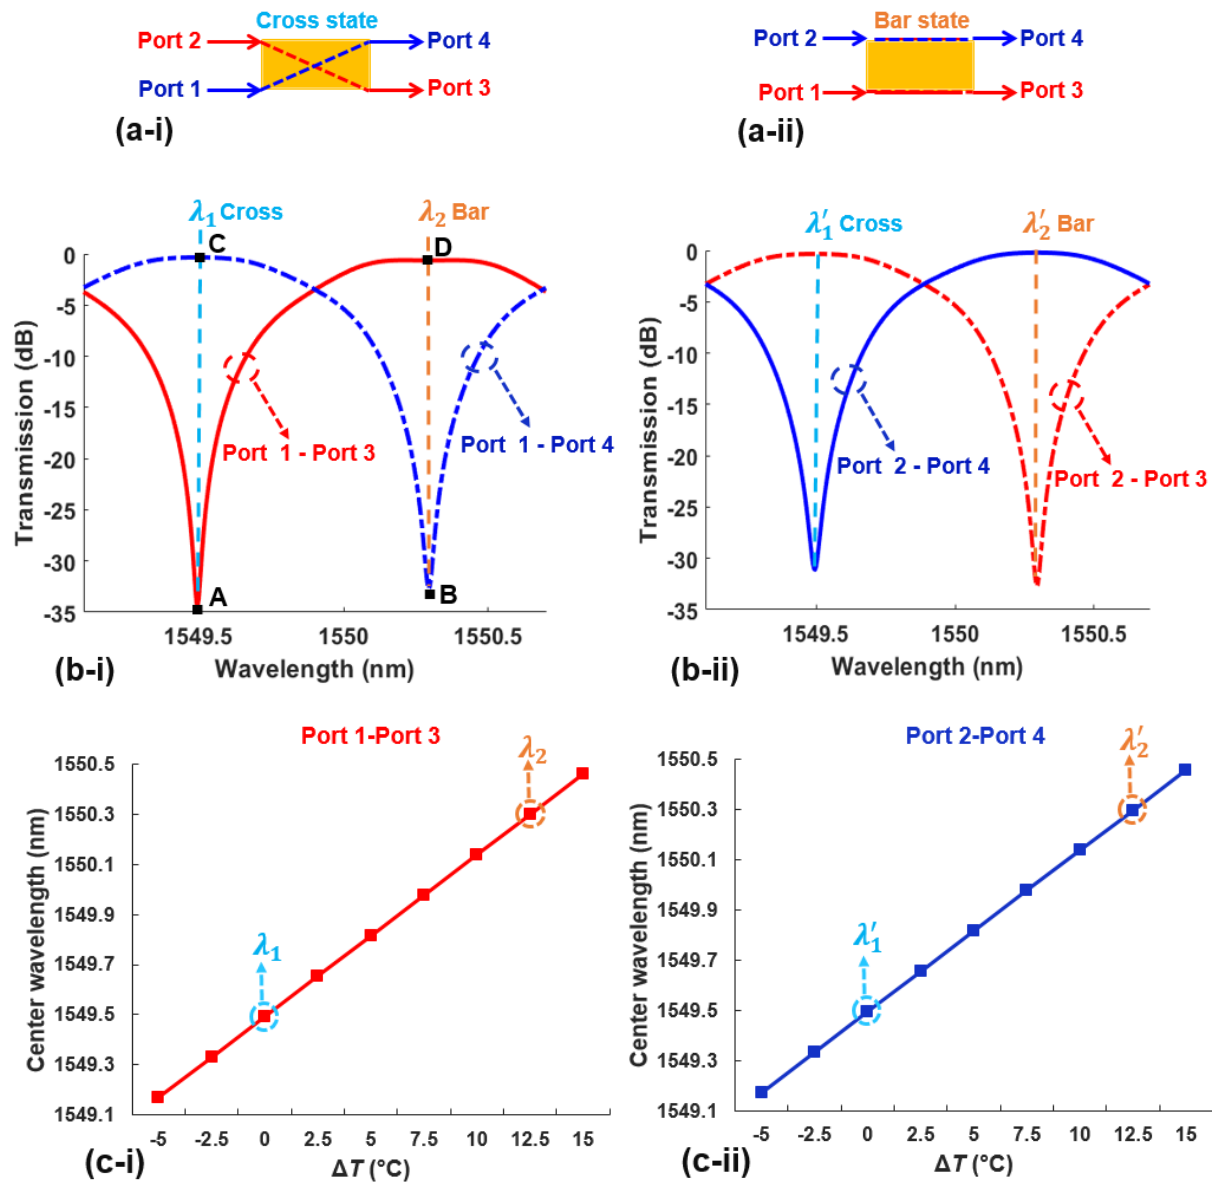 Cross state
Port 2
Port 4
Port 1
Port 3
(a-i)
Bar state
Port 2
Port 4
Port 1
Port 3
(a-ii)
λ₁ Cross
λ₂ Bar
C
D
0
-5
-10
-15
-20
-25
-30
-35
Transmission (dB)
Port 1 - Port 3
Port 1 - Port 4
A
B
1549.5
1550
1550.5
Wavelength (nm)
(b-i)
λ′₁ Cross
λ′₂ Bar
0
-5
-10
-15
-20
-25
-30
-35
Transmission (dB)
Port 2 - Port 4
Port 2 - Port 3
1549.5
1550
1550.5
Wavelength (nm)
(b-ii)
Port 1-Port 3
λ₂
λ₁
1550.5
1550.3
1550.1
1549.9
1549.7
1549.5
1549.3
1549.1
Center wavelength (nm)
-5
-2.5
0
2.5
5
7.5
10
12.5
15
ΔT (°C)
(c-i)
Port 2-Port 4
λ′₂
λ′₁
1550.5
1550.3
1550.1
1549.9
1549.7
1549.5
1549.3
1549.1
Center wavelength (nm)
-5
-2.5
0
2.5
5
7.5
10
12.5
15
ΔT (°C)
(c-ii)